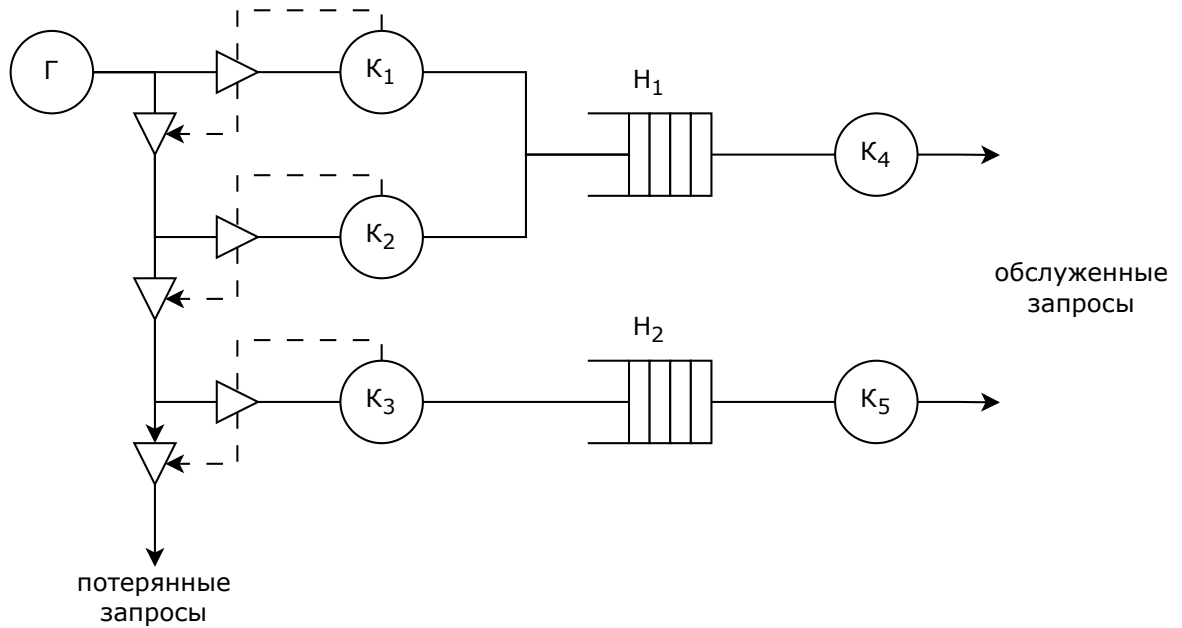 Г
К1
Н1
К4
К2
обслуженные
запросы
Н2
К3
К5
потерянные
запросы